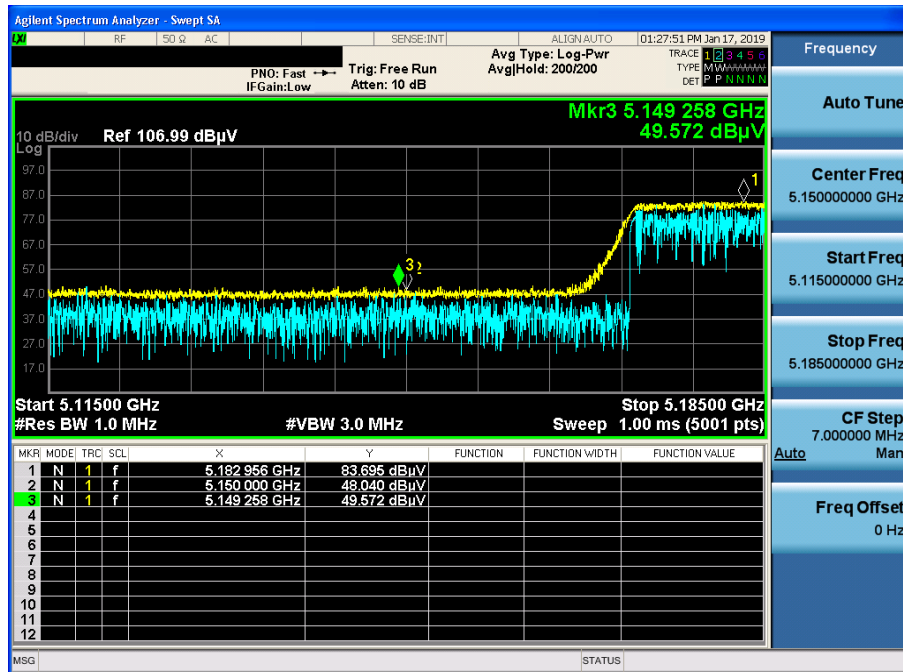 Agilent Spectrum Analyzer - Swept SA
LXI RF 50 Ω AC SENSE:INT ALIGN AUTO 01:27:51 PM Jan 17, 2019
PNO: Fast Trig: Free Run Avg Type: Log-Pwr TRACE 1 2 3 4 5 6
IFGain:Low Atten: 10 dB Avg|Hold: 200/200 TYPE MWWWWW
DET P P N N N N
Mkr3 5.149 258 GHz
49.572 dBµV
10 dB/div Ref 106.99 dBµV
Log
97.0
87.0
77.0
67.0
57.0
47.0
37.0
27.0
17.0
1
3 2
Start 5.11500 GHz Stop 5.18500 GHz
#Res BW 1.0 MHz #VBW 3.0 MHz Sweep 1.00 ms (5001 pts)
MKR MODE TRC SCL X Y FUNCTION FUNCTION WIDTH FUNCTION VALUE
1 N 1 f 5.182 956 GHz 83.695 dBµV
2 N 1 f 5.150 000 GHz 48.040 dBµV
3 N 1 f 5.149 258 GHz 49.572 dBµV
4
5
6
7
8
9
10
11
12
MSG STATUS
Frequency
Auto Tune
Center Freq
5.150000000 GHz
Start Freq
5.115000000 GHz
Stop Freq
5.185000000 GHz
CF Step
7.000000 MHz
Auto Man
Freq Offset
0 Hz